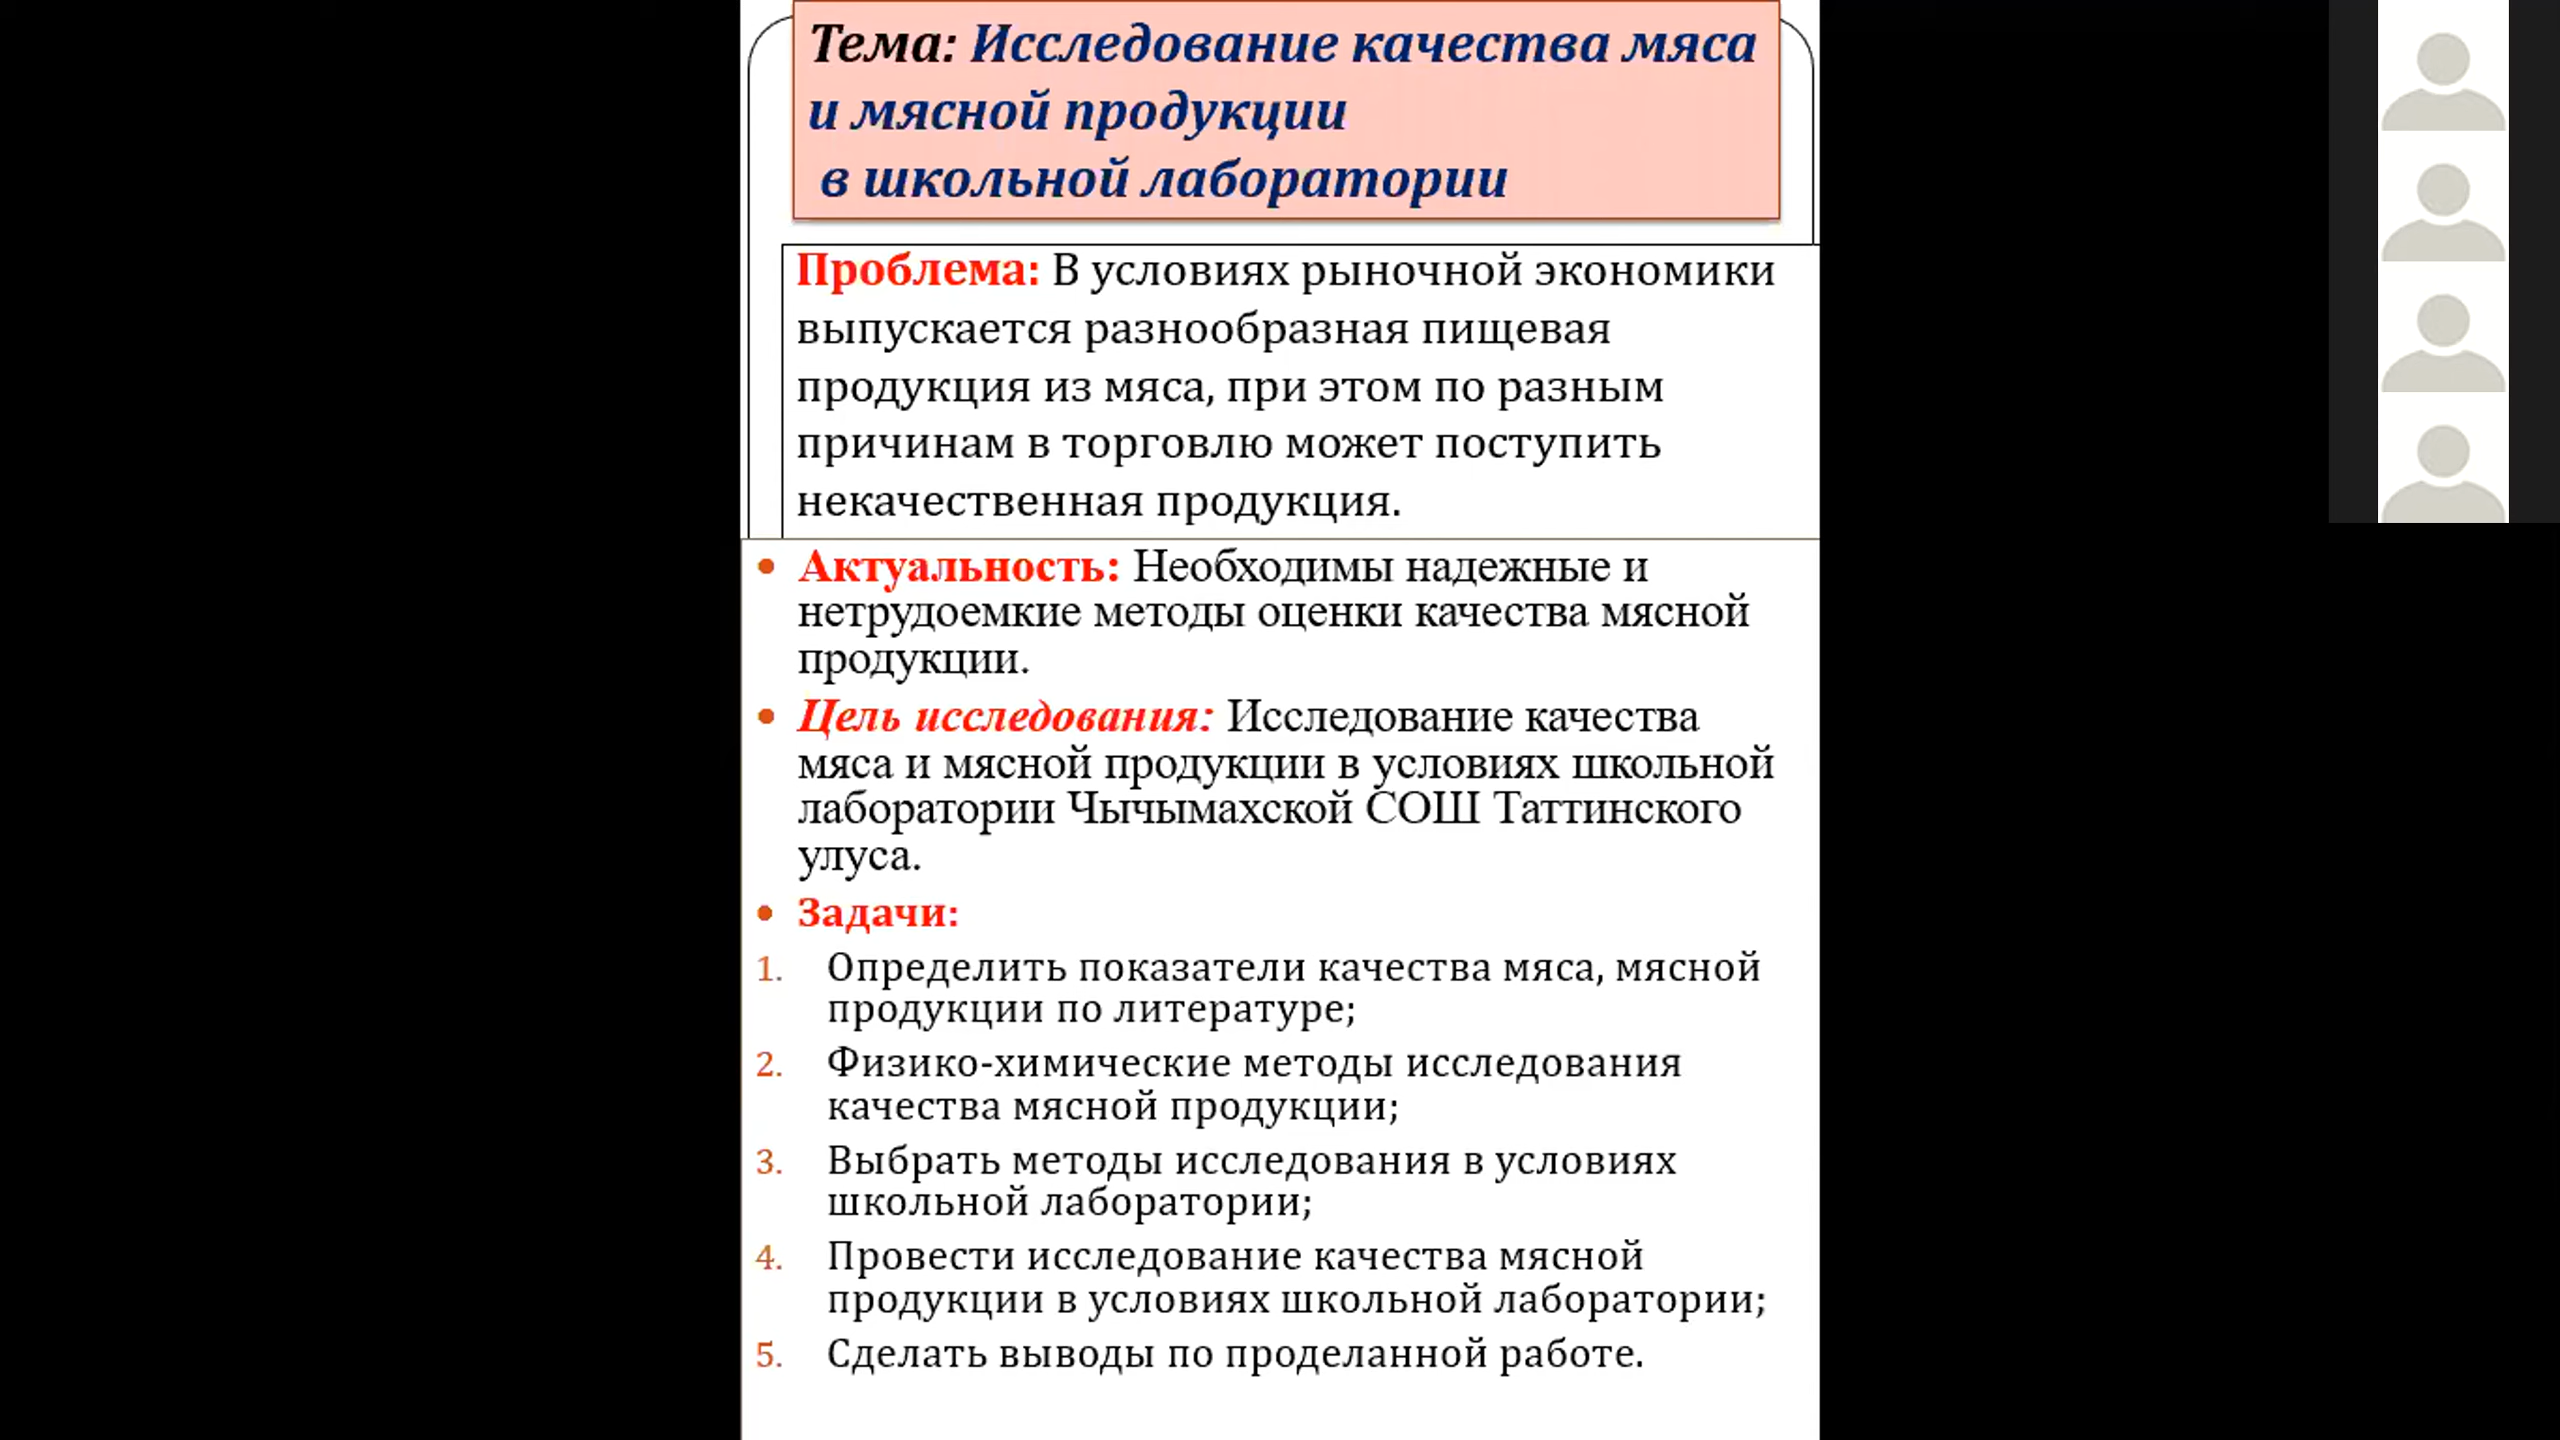 Тема: Исследование качества мяса
и мясной продукции
в школьной лаборатории
Проблема: В условиях рыночной экономики
выпускается разнообразная пищевая
продукция из мяса, при этом по разным
причинам в торговлю может поступить
некачественная продукция.
• Актуальность: Необходимы надежные и
нетрудоемкие методы оценки качества мясной
продукции.
• Цель исследования: Исследование качества
мяса и мясной продукции в условиях школьной
лаборатории Чычымахской СОШ Таттинского
улуса.
• Задачи:
1. Определить показатели качества мяса, мясной
продукции по литературе;
2. Физико-химические методы исследования
качества мясной продукции;
3. Выбрать методы исследования в условиях
школьной лаборатории;
4. Провести исследование качества мясной
продукции в условиях школьной лаборатории;
5. Сделать выводы по проделанной работе.